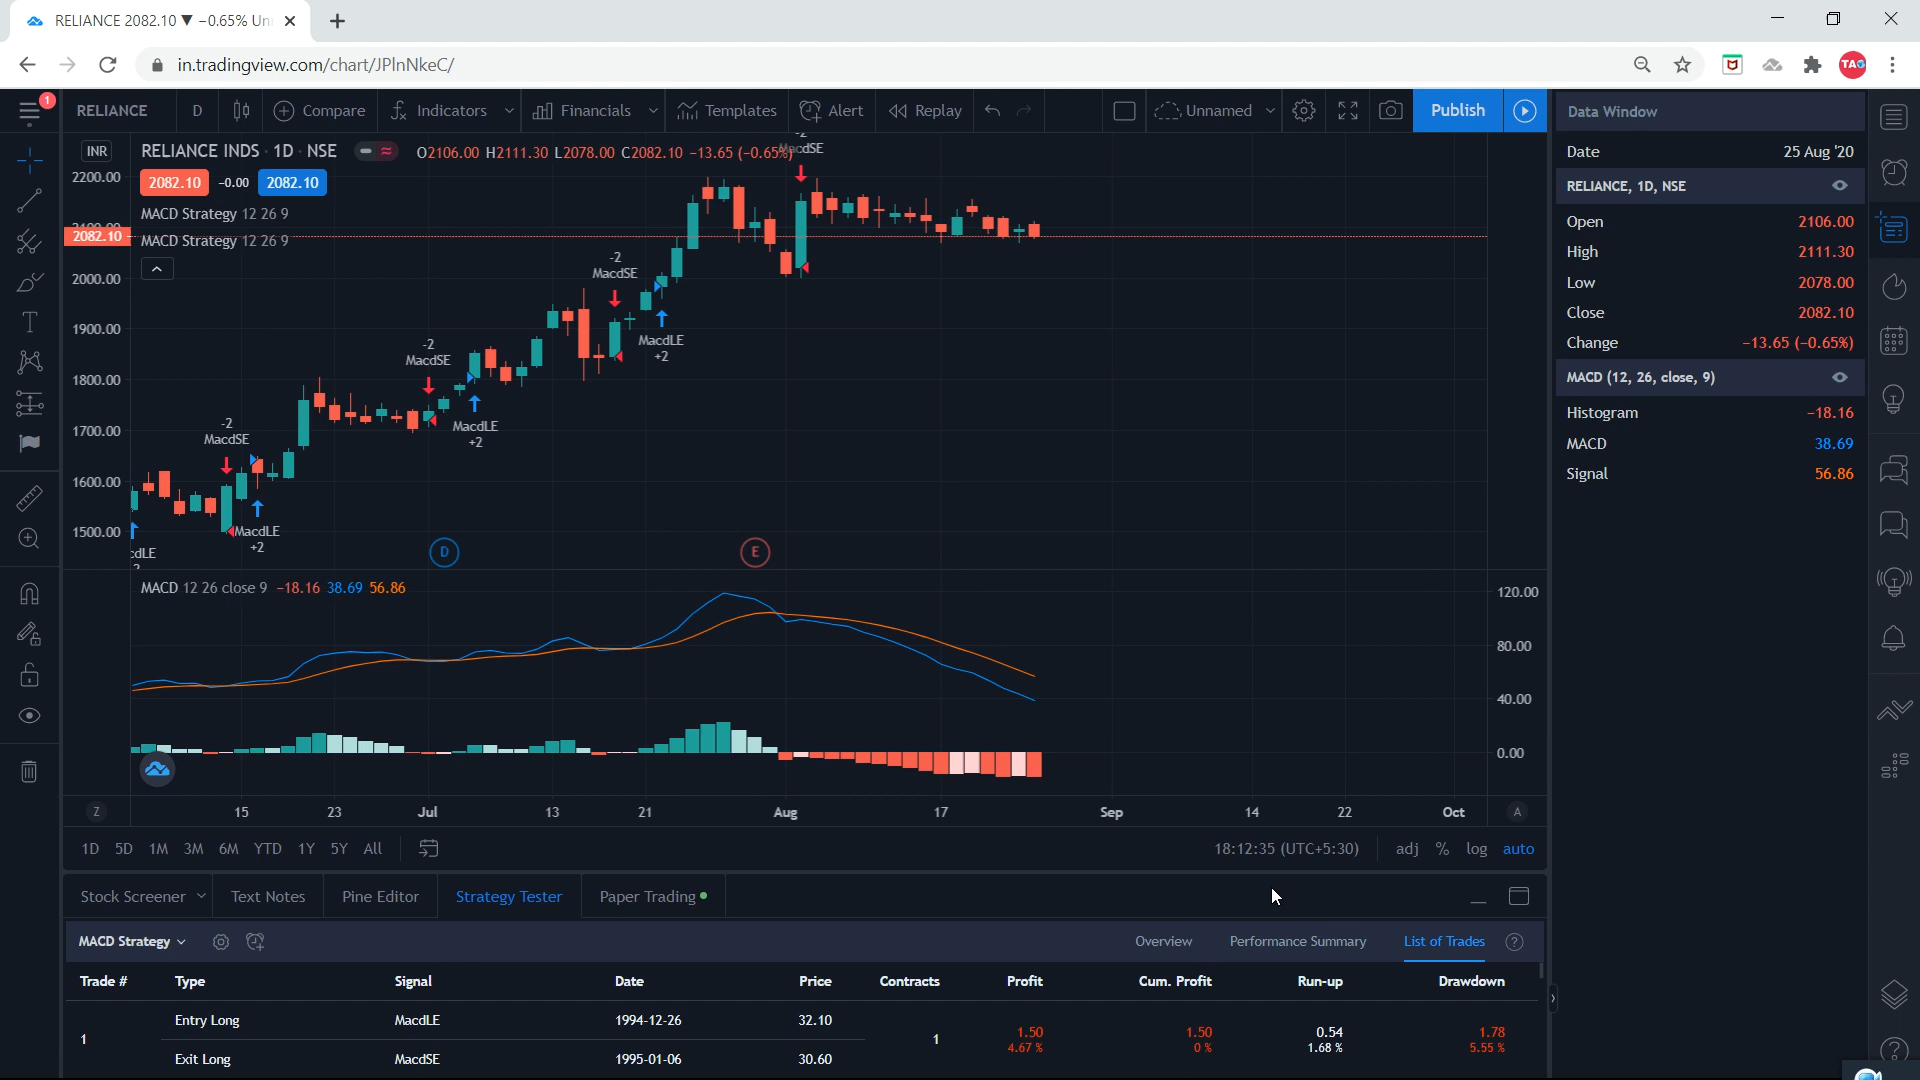 RELIANCE 2082.10 ▼ −0.65% Un
in.tradingview.com/chart/JPlnNkeC/
TAG
1
RELIANCE D Compare Indicators Financials Templates Alert Replay Unnamed Publish
Data Window
INR RELIANCE INDS 1D NSE O2106.00 H2111.30 L2078.00 C2082.10 −13.65 (−0.65%)
2082.10 −0.00 2082.10
MACD Strategy 12 26 9
MACD Strategy 12 26 9
2200.00
2082.10
2000.00
1900.00
1800.00
1700.00
1600.00
1500.00
-2
MacdSE
MacdLE
+2
-2
MacdSE
MacdLE
+2
-2
MacdSE
MacdLE
+2
-2
D
E
Date 25 Aug '20
RELIANCE, 1D, NSE
Open 2106.00
High 2111.30
Low 2078.00
Close 2082.10
Change −13.65 (−0.65%)
MACD (12, 26, close, 9)
Histogram −18.16
MACD 38.69
Signal 56.86
MACD 12 26 close 9 −18.16 38.69 56.86
120.00
80.00
40.00
0.00
Z 15 23 Jul 13 21 Aug 17 Sep 14 22 Oct A
1D 5D 1M 3M 6M YTD 1Y 5Y All 18:12:35 (UTC+5:30) adj % log auto
Stock Screener Text Notes Pine Editor Strategy Tester Paper Trading
MACD Strategy Overview Performance Summary List of Trades
Trade # Type Signal Date Price Contracts Profit Cum. Profit Run-up Drawdown
1
Entry Long MacdLE 1994-12-26 32.10
Exit Long MacdSE 1995-01-06 30.60
1
1.50 1.50 0.54 1.78
4.67 % 0 % 1.68 % 5.55 %